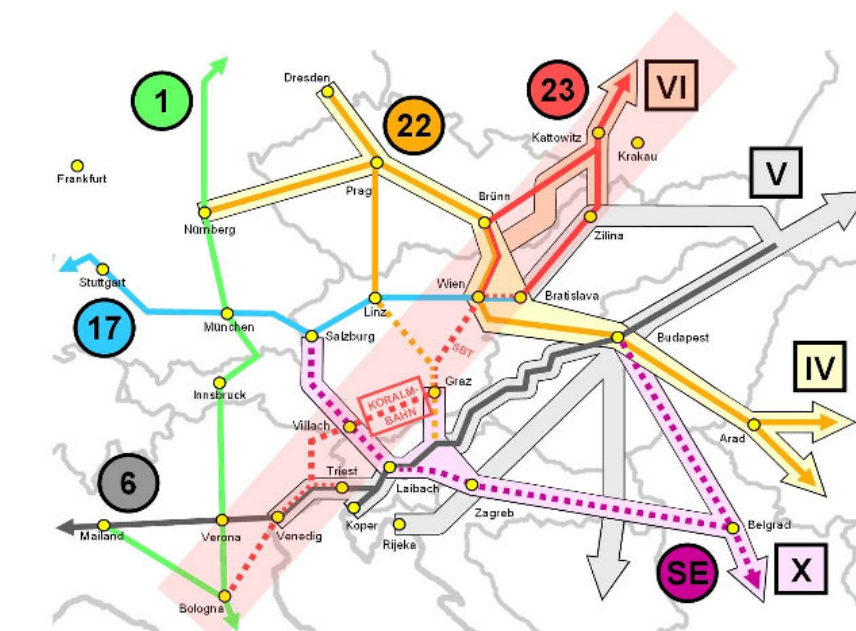 Dresden
1
23
VI
22
Kattowitz
Krakau
Frankfurt
Prag
V
Brünn
Nürnberg
Zilina
Stuttgart
Wien
Bratislava
17
München
Linz
Salzburg
Budapest
SBT
Innsbruck
Graz
KORALM-
BAHN
IV
Villach
Arad
6
Triest
Laibach
Zagreb
Mailand
Verona
Venedig
Koper
Rijeka
Belgrad
SE
X
Bologna